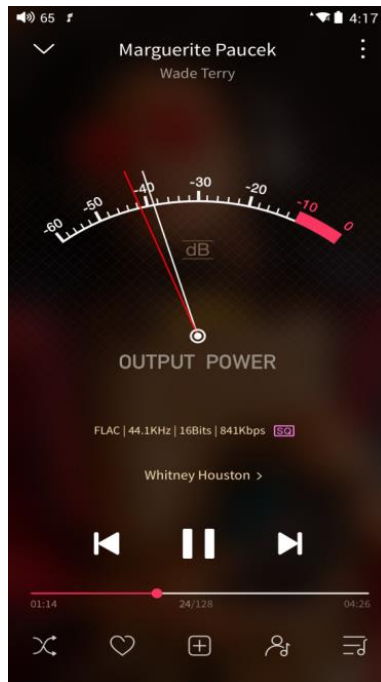 65
4:17
Marguerite Paucek
Wade Terry
-60 -50 -40 -30 -20 -10 0
dB
OUTPUT POWER
FLAC | 44.1KHz | 16Bits | 841Kbps SQ
Whitney Houston >
01:14 24/128 04:26